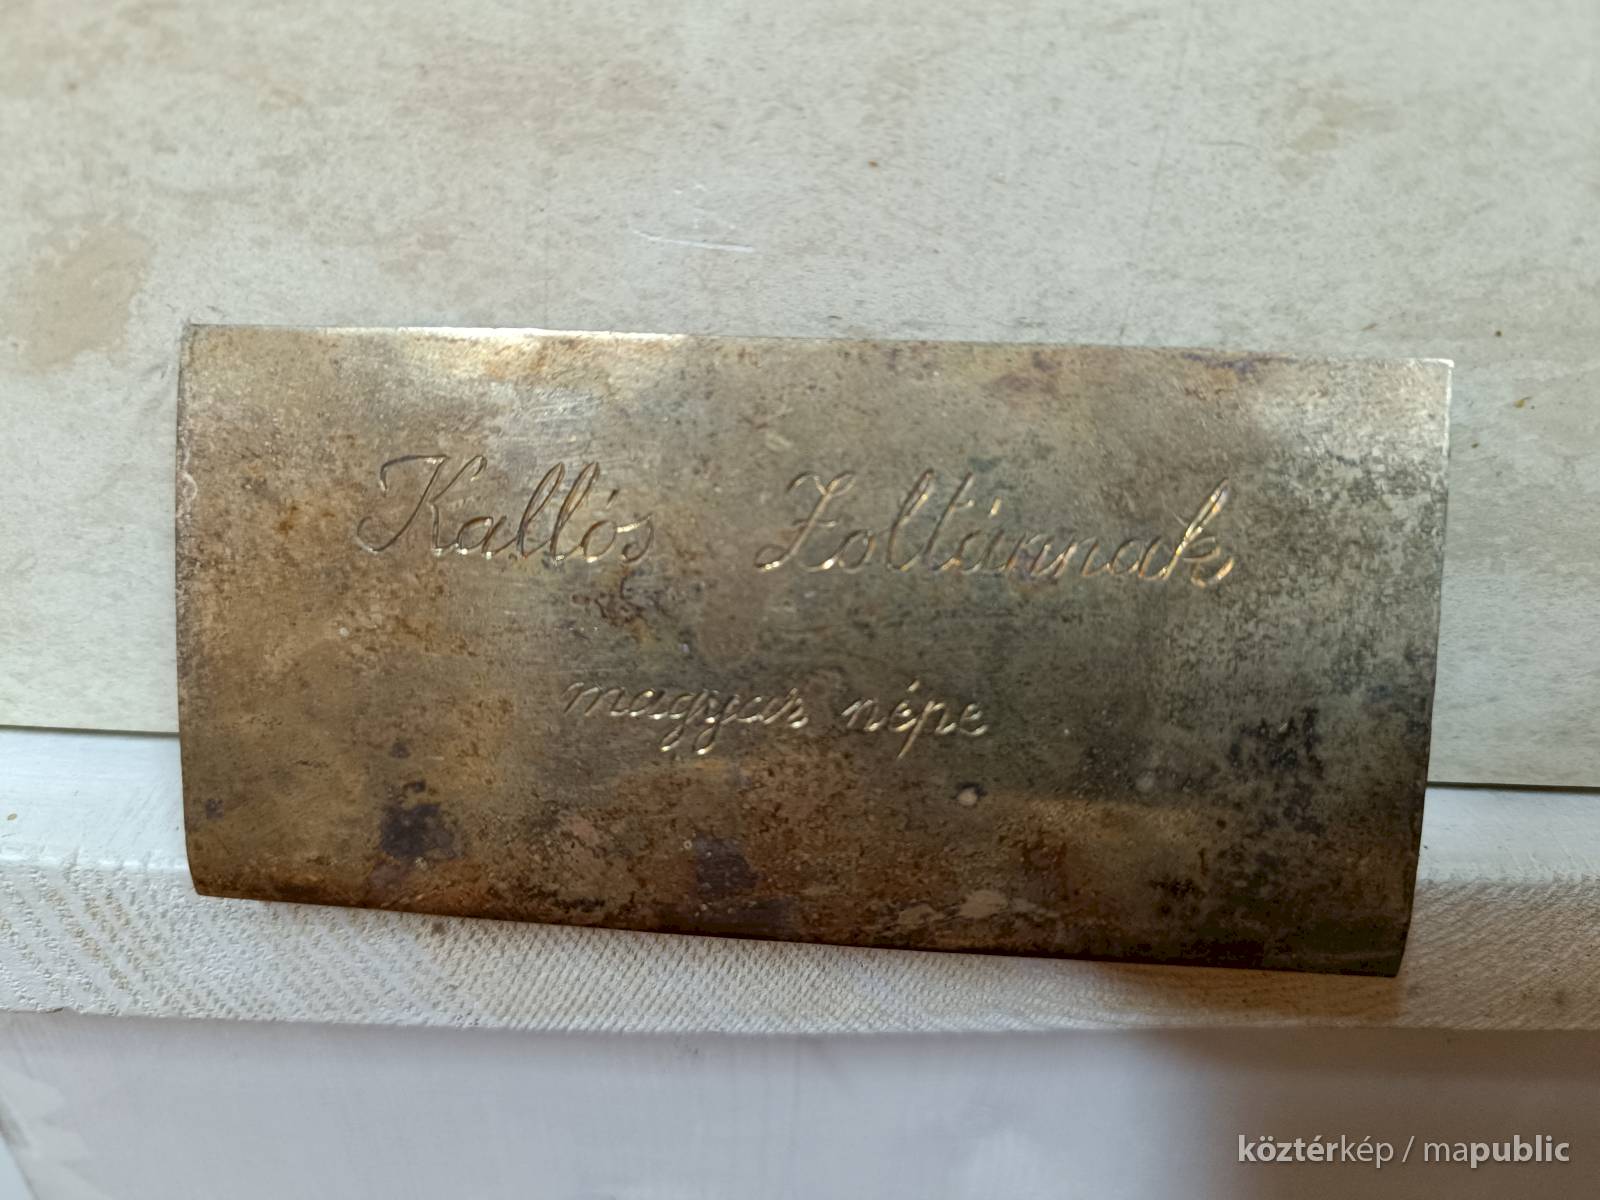 Kallós Zoltánnak
magyar népe
köztérkép / mapublic